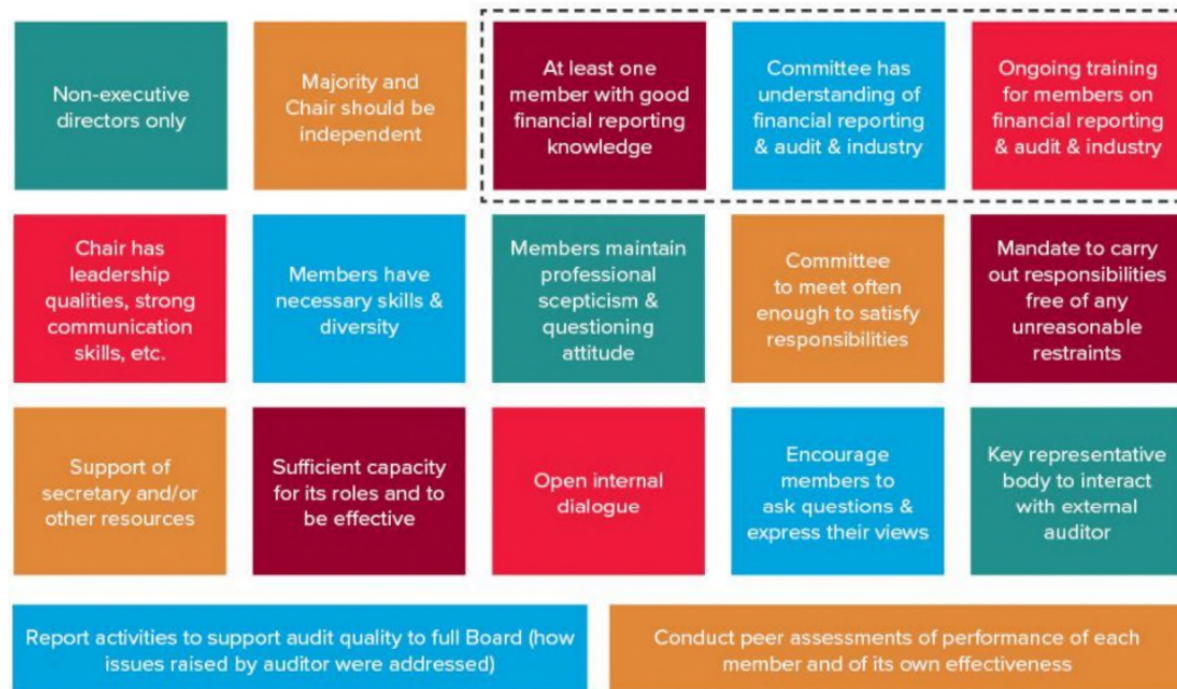 Non-executive
directors only
Majority and
Chair should be
independent
At least one
member with good
financial reporting
knowledge
Committee has
understanding of
financial reporting
& audit & industry
Ongoing training
for members on
financial reporting
& audit & industry
Chair has
leadership
qualities, strong
communication
skills, etc.
Members have
necessary skills &
diversity
Members maintain
professional
scepticism &
questioning
attitude
Committee
to meet often
enough to satisfy
responsibilities
Mandate to carry
out responsibilities
free of any
unreasonable
restraints
Support of
secretary and/or
other resources
Sufficient capacity
for its roles and to
be effective
Open internal
dialogue
Encourage
members to
ask questions &
express their views
Key representative
body to interact
with external
auditor
Report activities to support audit quality to full Board (how
issues raised by auditor were addressed)
Conduct peer assessments of performance of each
member and of its own effectiveness